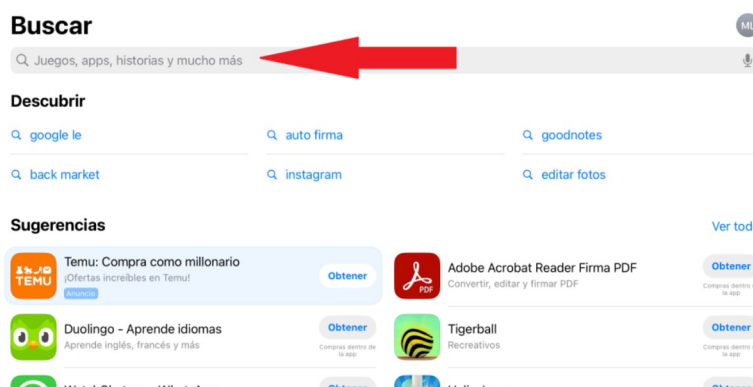 Buscar
ML
Juegos, apps, historias y mucho más
Descubrir
google le
auto firma
goodnotes
back market
instagram
editar fotos
Sugerencias
Ver tod
TEMU
Temu: Compra como millonario
¡Ofertas increíbles en Temu!
Anuncio
Obtener
PDF
Adobe Acrobat Reader Firma PDF
Convertir, editar y firmar PDF
Obtener
Compras dentro
la app
Duolingo - Aprende idiomas
Aprende inglés, francés y más
Obtener
Compras dentro de
la app
Tigerball
Recreativos
Obtener
Compras dentro
la app
Obtener
Obtener